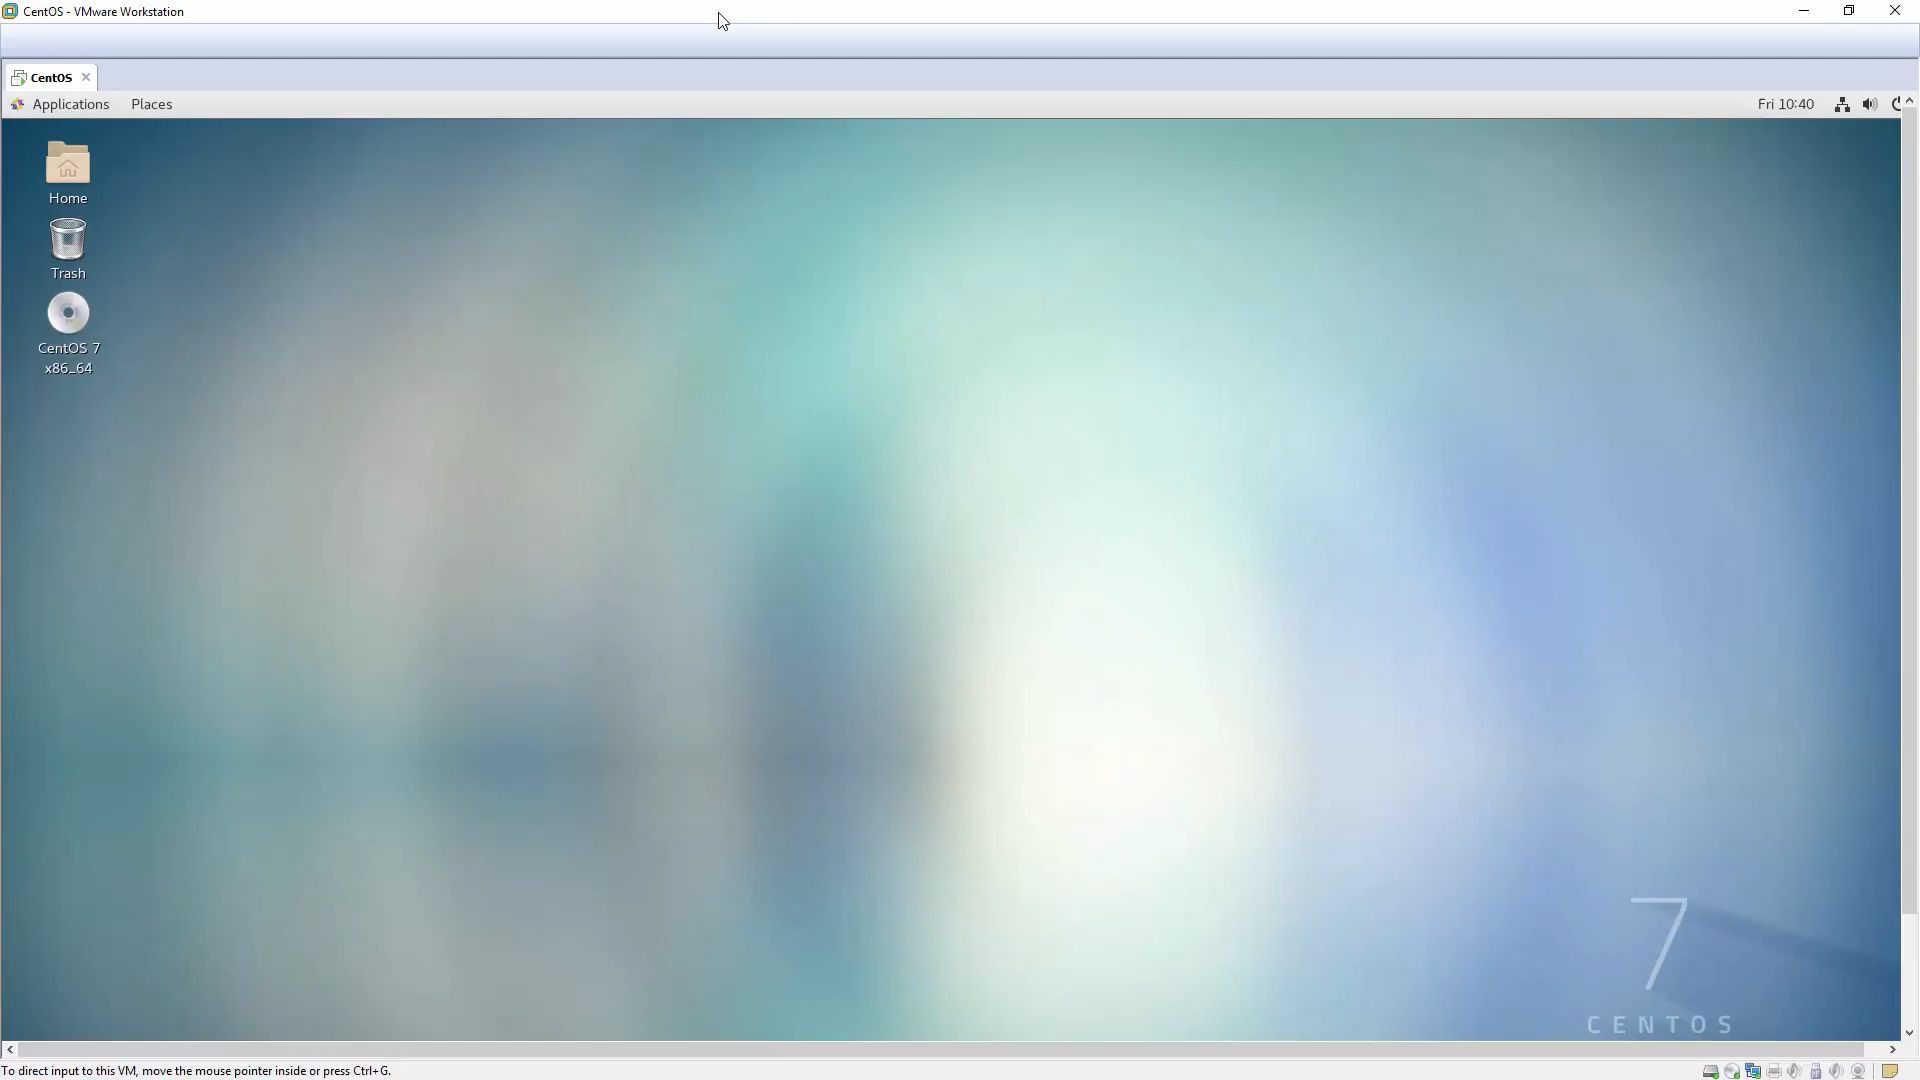 CentOS - VMware Workstation
CentOS
Applications Places Fri 10:40
Home
Trash
CentOS 7
x86_64
7
CENTOS
To direct input to this VM, move the mouse pointer inside or press Ctrl+G.